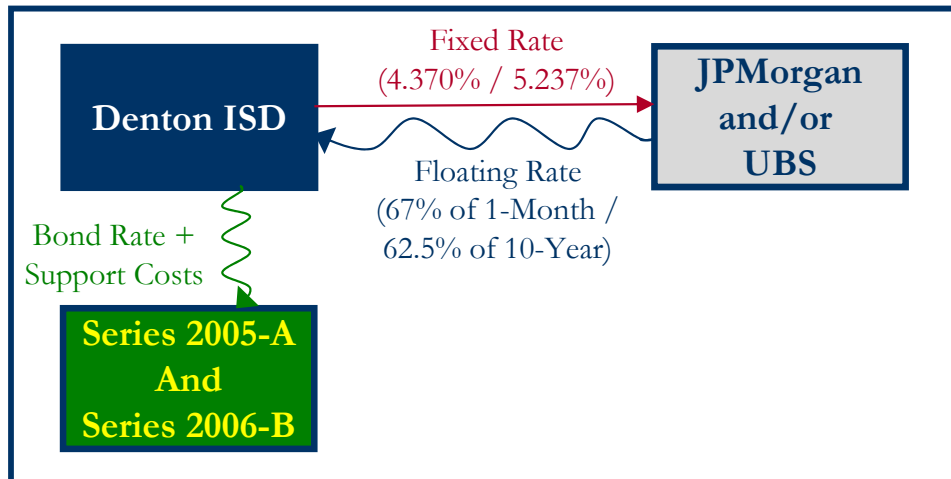 Denton ISD
Fixed Rate
(4.370% / 5.237%)
JPMorgan
and/or
UBS
Floating Rate
(67% of 1-Month /
62.5% of 10-Year)
Bond Rate +
Support Costs
Series 2005-A
And
Series 2006-B